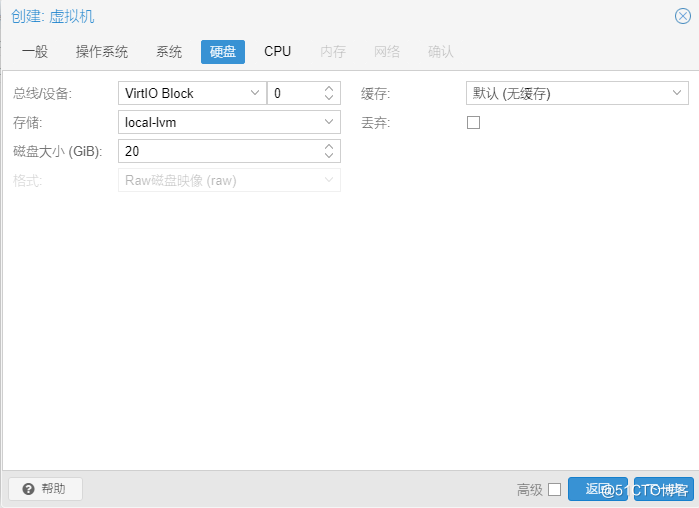 创建: 虚拟机
一般 操作系统 系统 硬盘 CPU 内存 网络 确认
总线/设备: VirtIO Block 0 缓存: 默认 (无缓存)
存储: local-lvm 丢弃:
磁盘大小 (GiB): 20
格式: Raw磁盘映像 (raw)
帮助 高级 返回 下一步
@51CTO博客